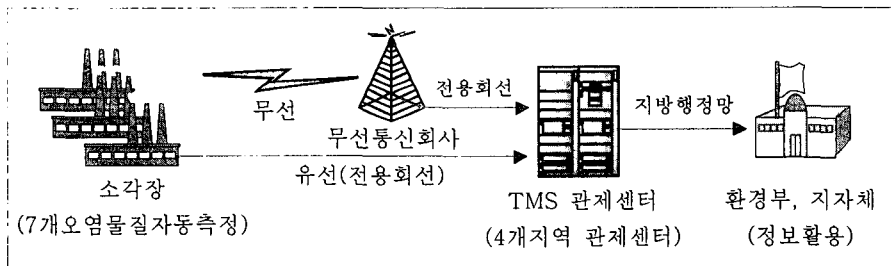 전용회선
무선
지방행정망
무선통신회사
유선(전용회선)
소각장
(7개오염물질자동측정)
TMS 관제센터
(4개지역 관제센터)
환경부, 지자체
(정보활용)